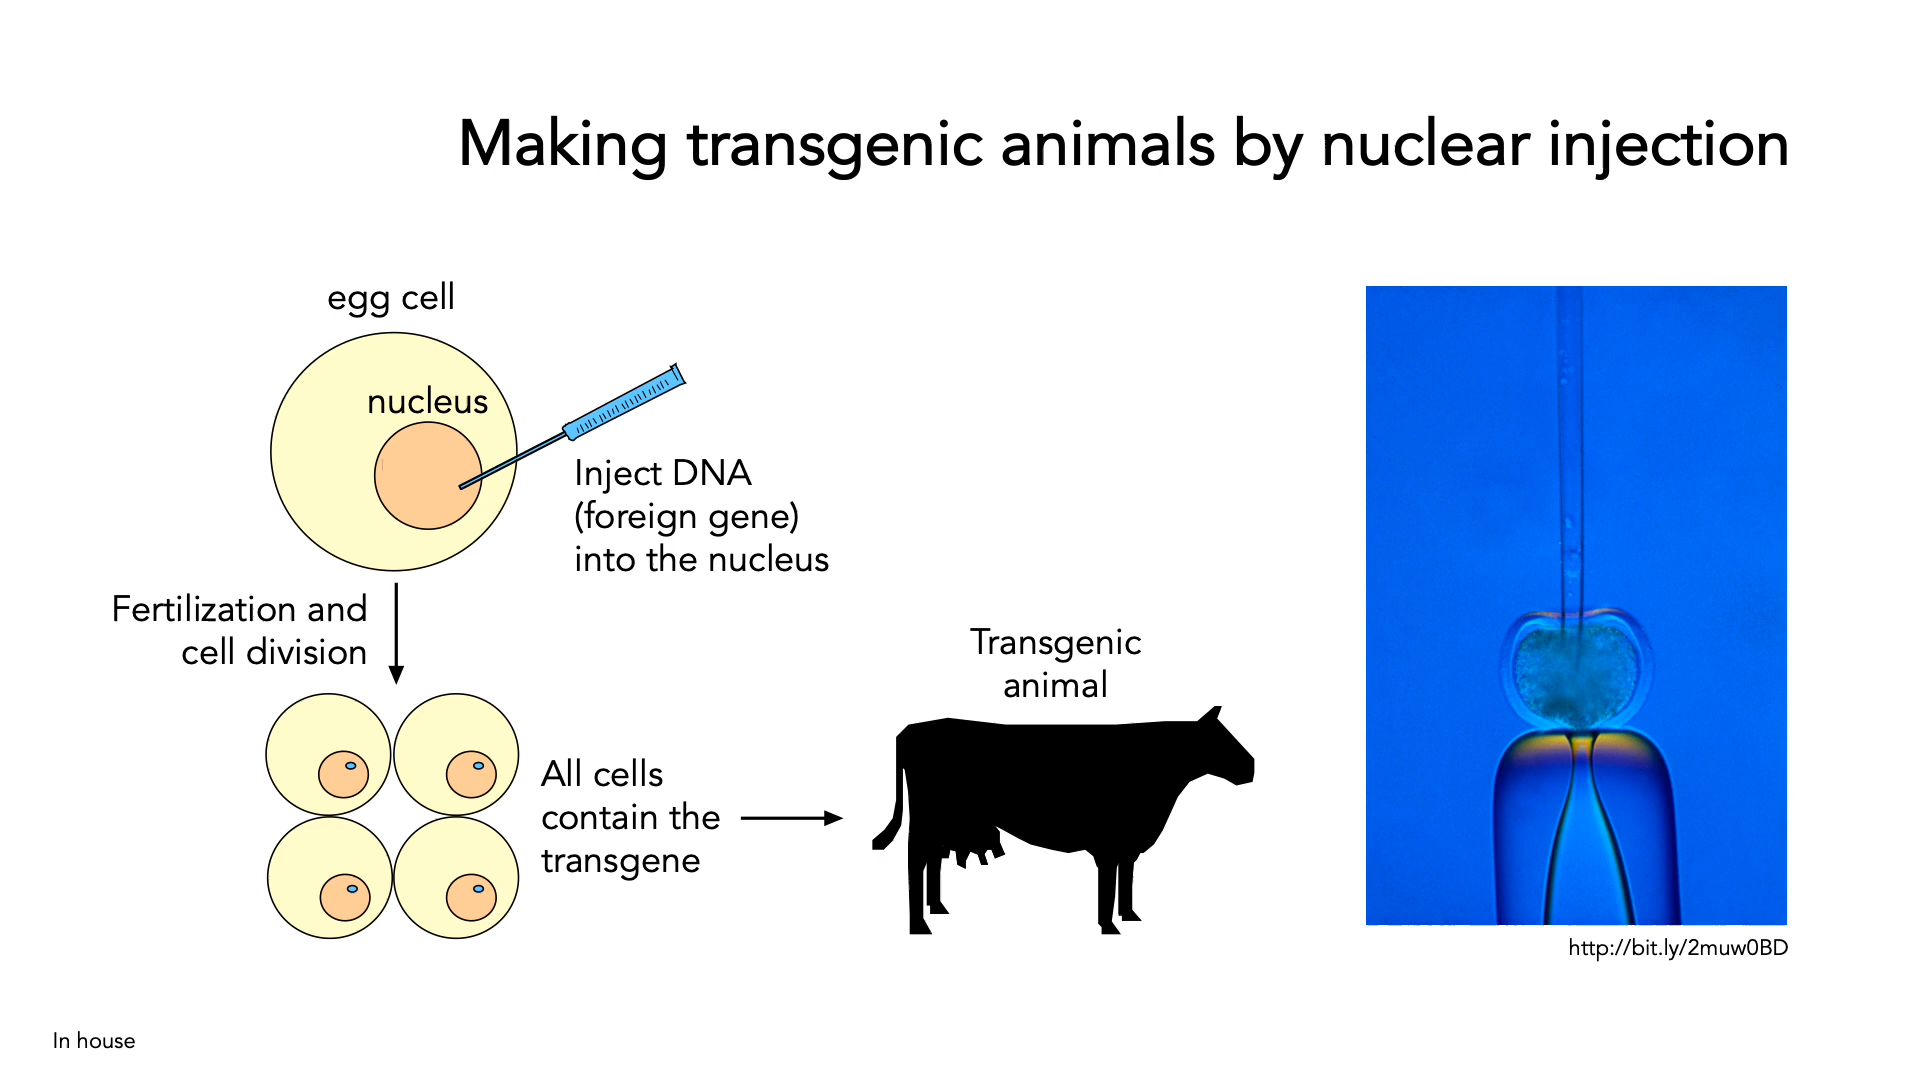 Making transgenic animals by nuclear injection
egg cell
nucleus
Inject DNA
(foreign gene)
into the nucleus
Fertilization and
cell division
All cells
contain the
transgene
Transgenic
animal
http://bit.ly/2muw0BD
In house